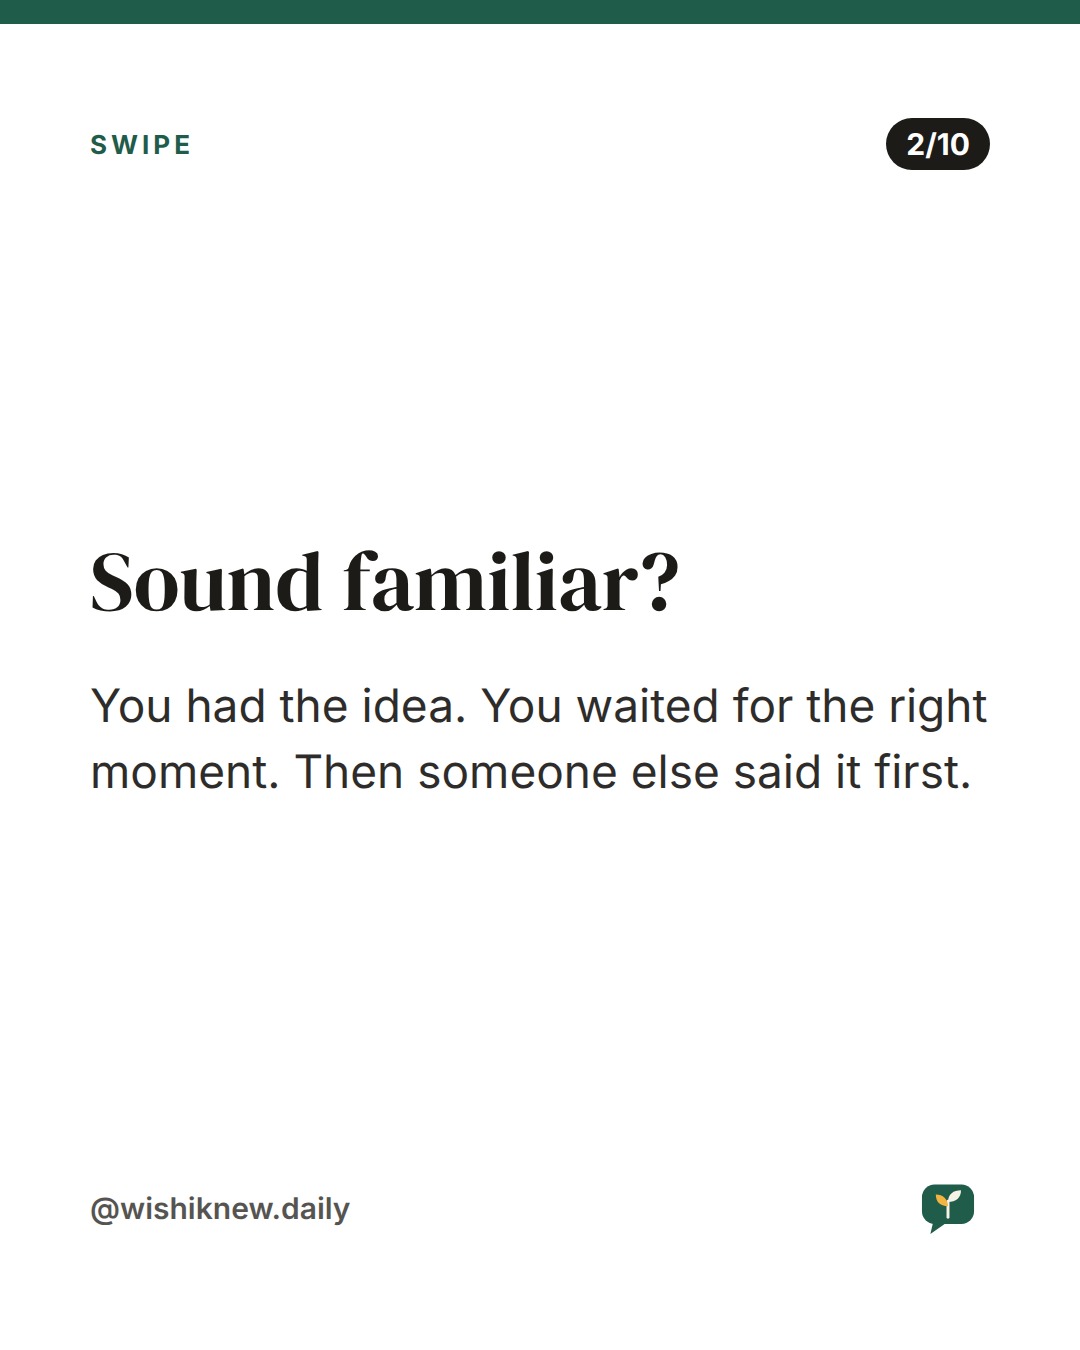 SWIPE
2/10
Sound familiar?
You had the idea. You waited for the right
moment. Then someone else said it first.
@wishiknew.daily